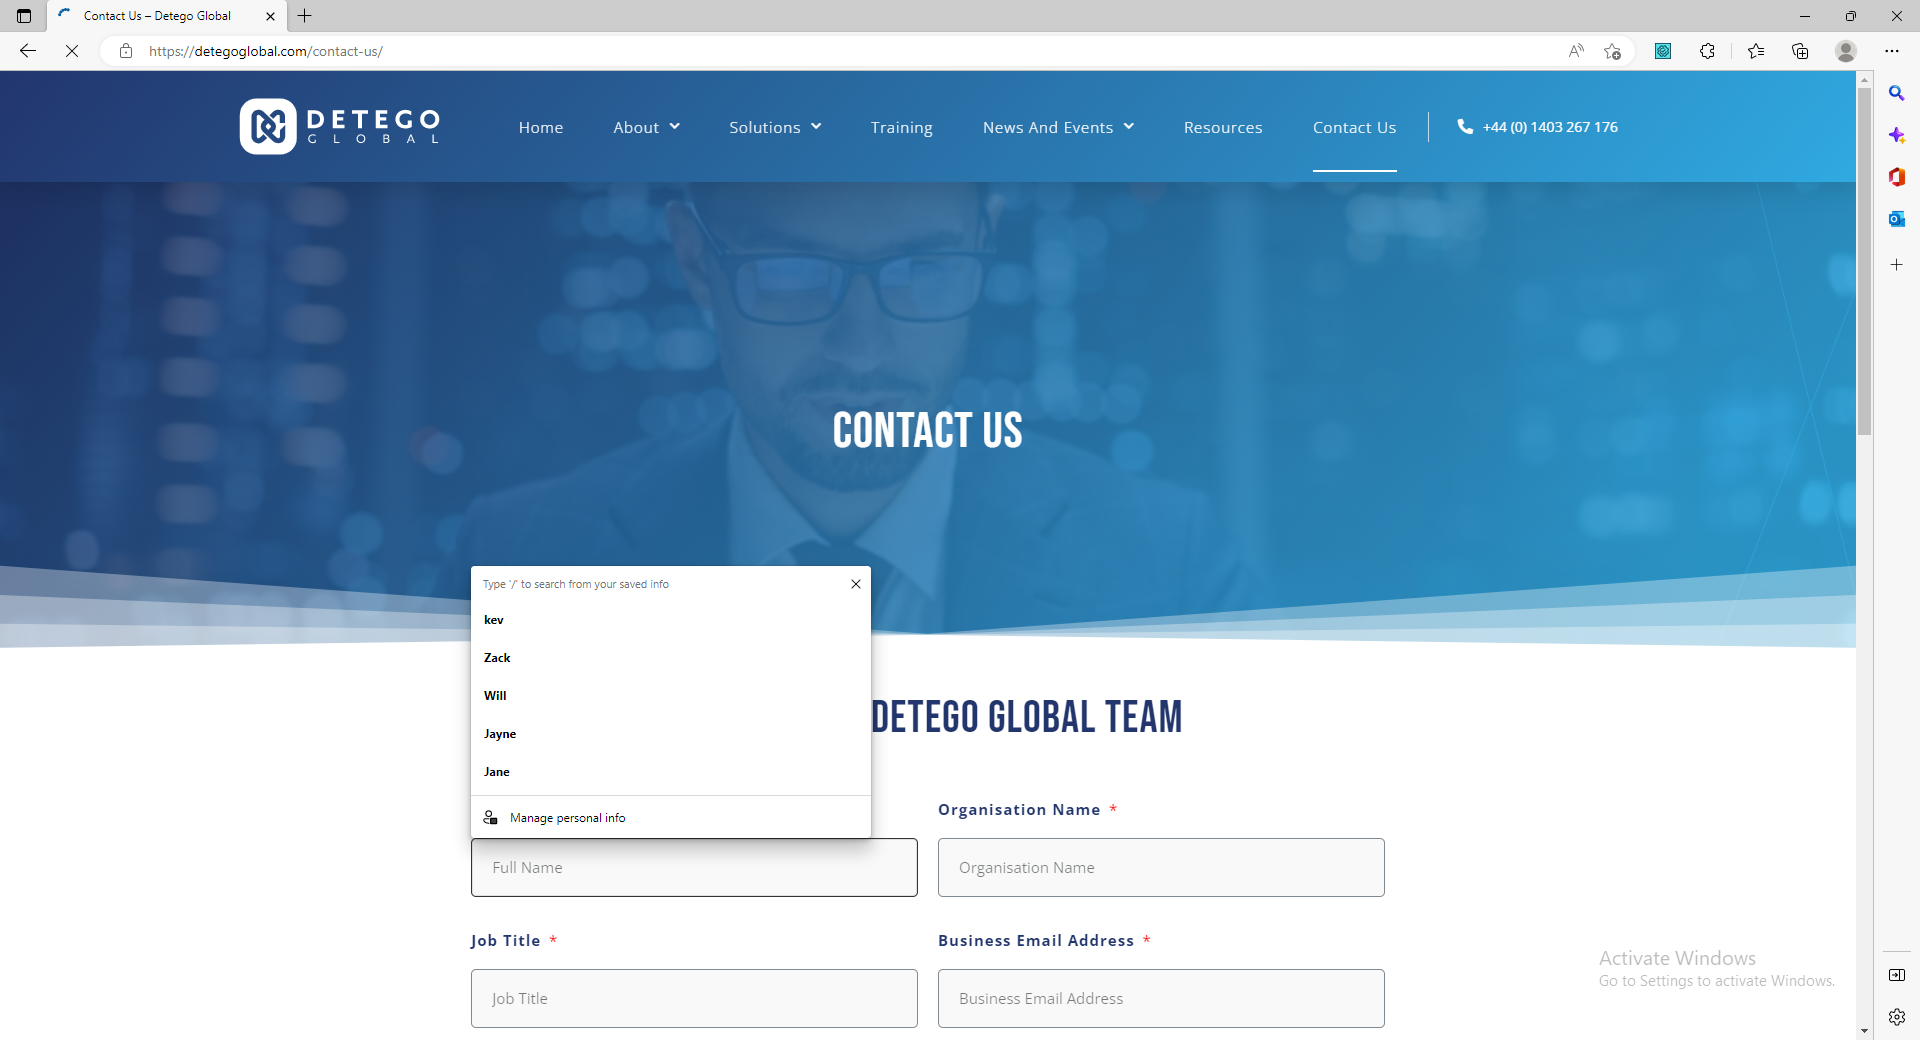 Contact Us – Detego Global
https://detegoglobal.com/contact-us/
DETEGO
GLOBAL
Home
About
Solutions
Training
News And Events
Resources
Contact Us
+44 (0) 1403 267 176
CONTACT US
Type '/' to search from your saved info
kev
Zack
Will
Jayne
Jane
Manage personal info
DETEGO GLOBAL TEAM
Organisation Name *
Full Name
Organisation Name
Job Title *
Business Email Address *
Job Title
Business Email Address
Activate Windows
Go to Settings to activate Windows.